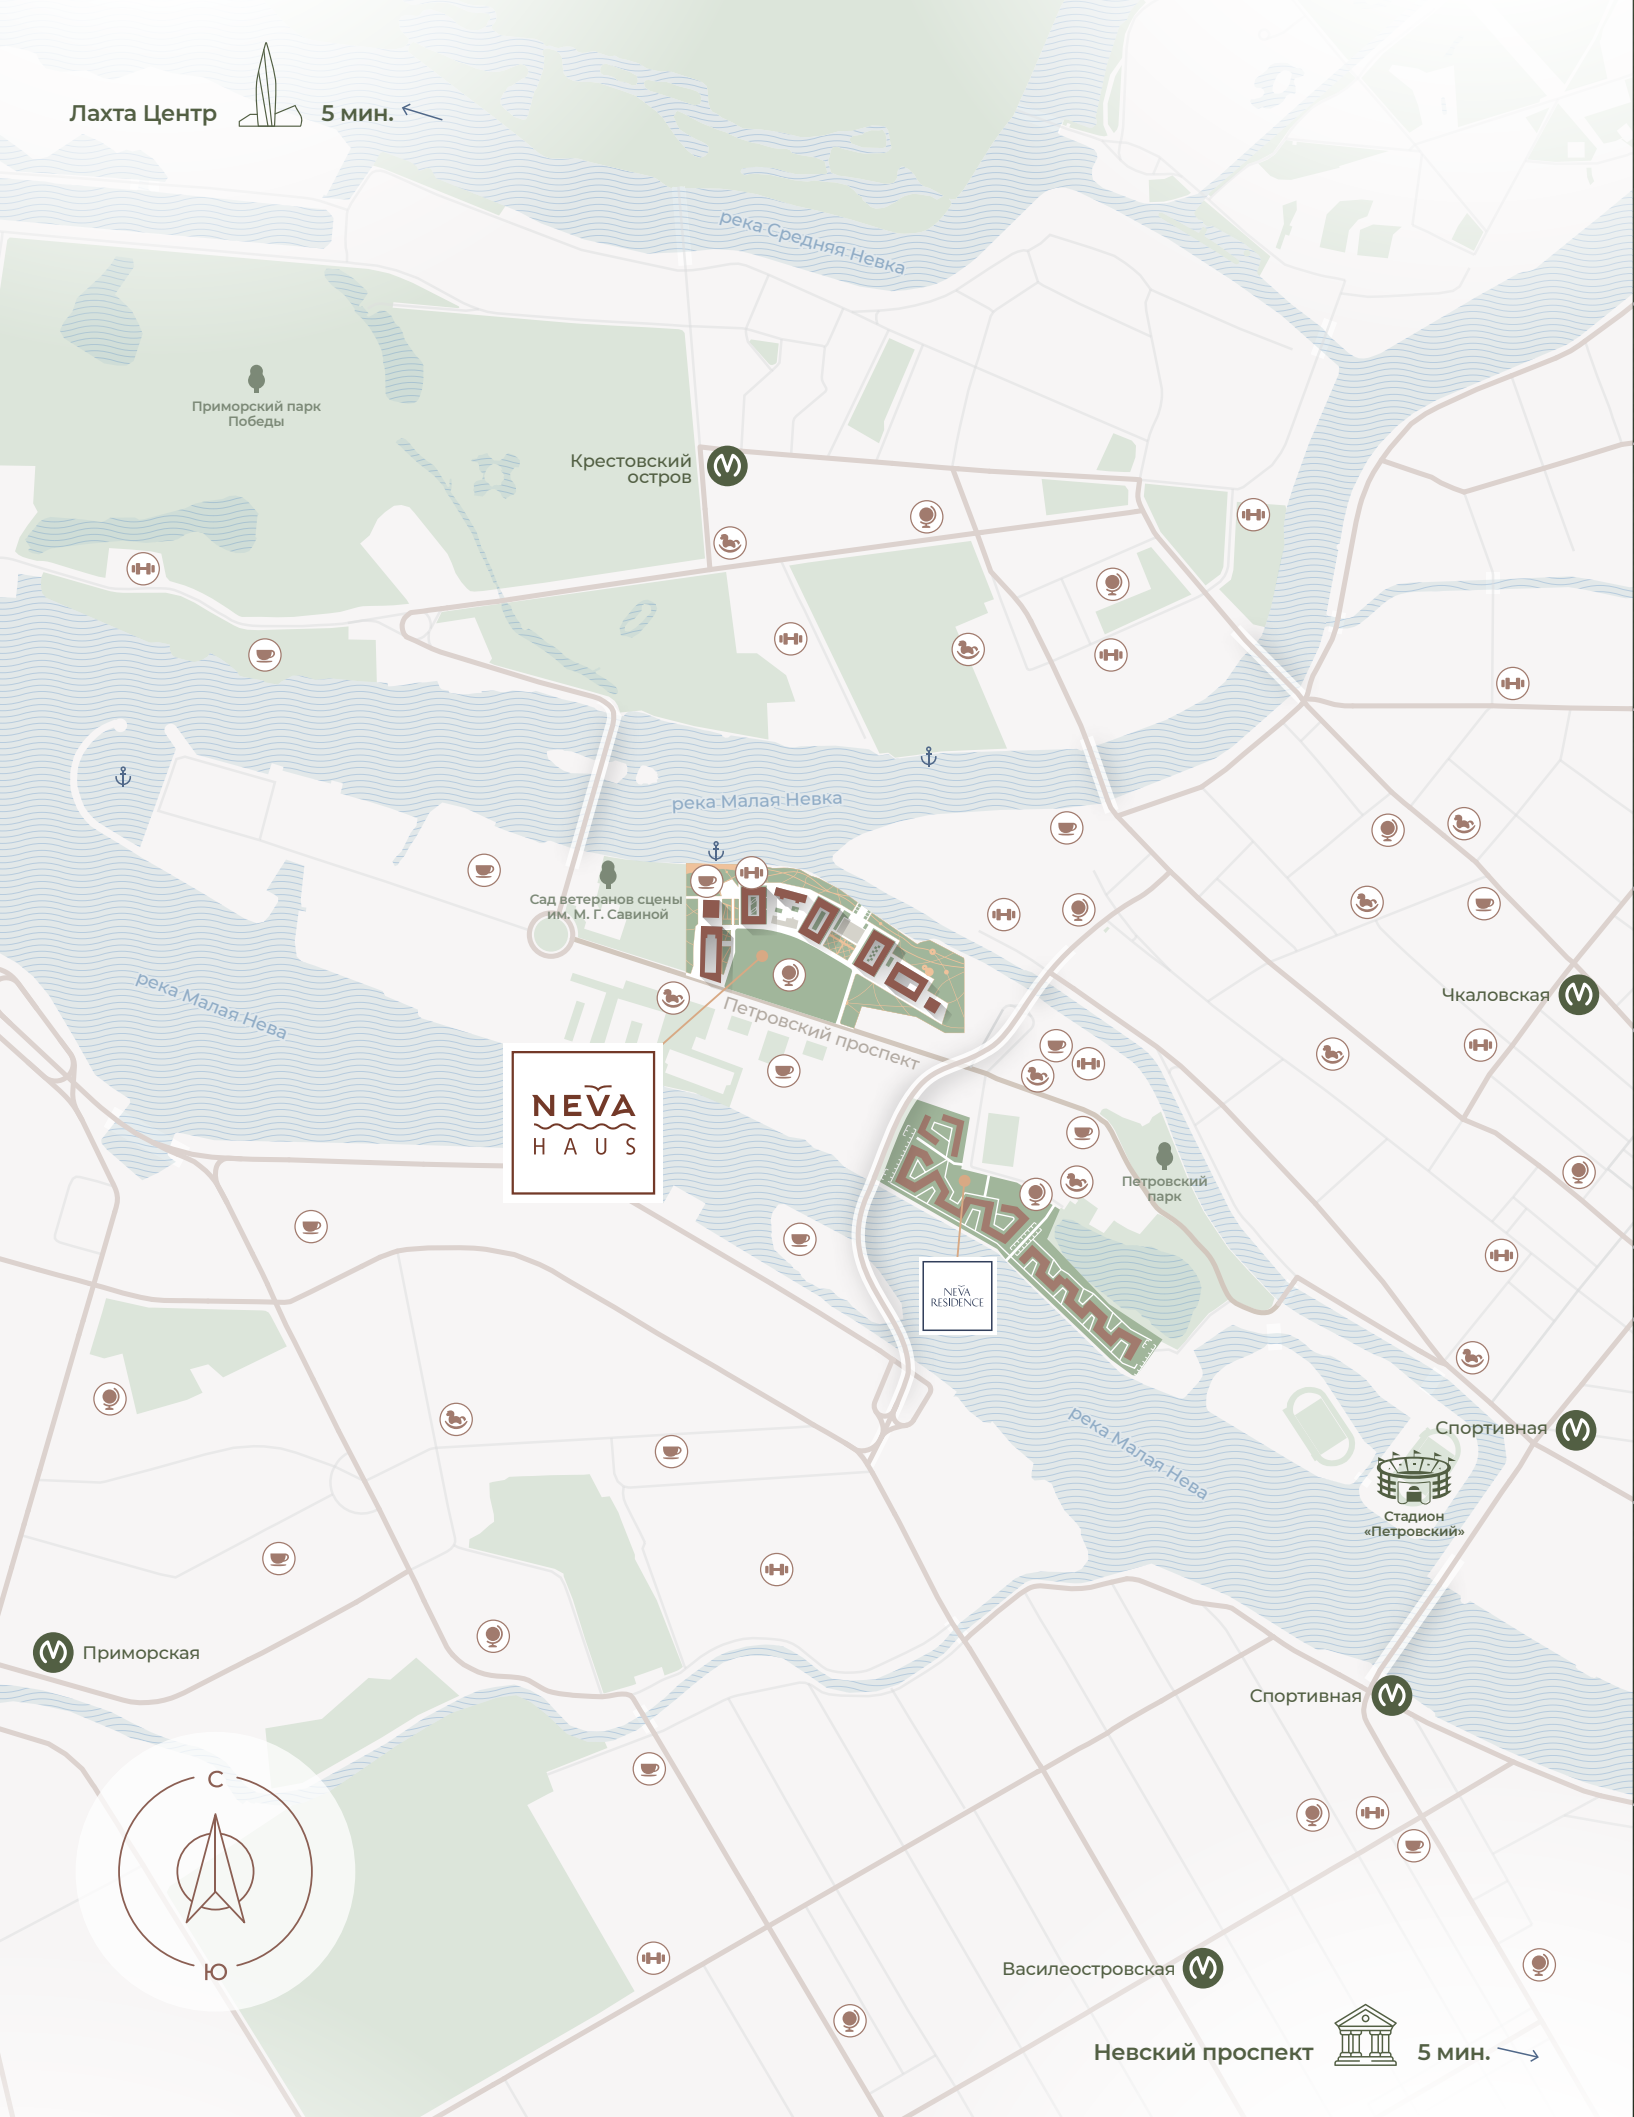 Лахта Центр
5 мин.
река Средняя Невка
Приморский парк
Победы
Крестовский
остров
река Малая Невка
Сад ветеранов сцены
им. М. Г. Савиной
река Малая Нева
Петровский проспект
Чкаловская
NEVA
HAUS
Петровский
парк
NEVA
RESIDENCE
река Малая Нева
Спортивная
Стадион
«Петровский»
Приморская
Спортивная
С
Ю
Василеостровская
Невский проспект
5 мин.